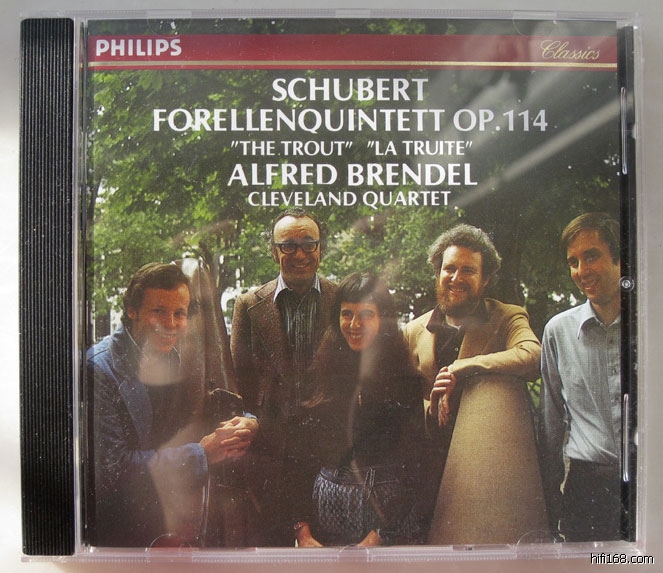 PHILIPS
Classics
SCHUBERT
FORELLENQUINTETT OP.114
"THE TROUT" "LA TRUITE"
ALFRED BRENDEL
CLEVELAND QUARTET
hifi168.com